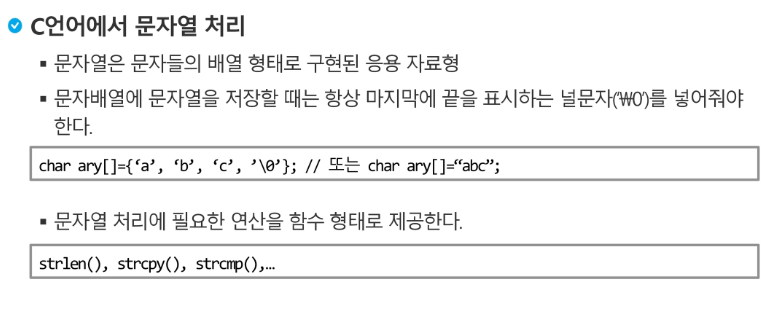 C언어에서 문자열 처리
▪ 문자열은 문자들의 배열 형태로 구현된 응용 자료형
▪ 문자배열에 문자열을 저장할 때는 항상 마지막에 끝을 표시하는 널문자('₩0')를 넣어줘야
한다.
char ary[]={‘a’, ‘b’, ‘c’, ’\0’}; // 또는 char ary[]=“abc”;
▪ 문자열 처리에 필요한 연산을 함수 형태로 제공한다.
strlen(), strcpy(), strcmp(),…